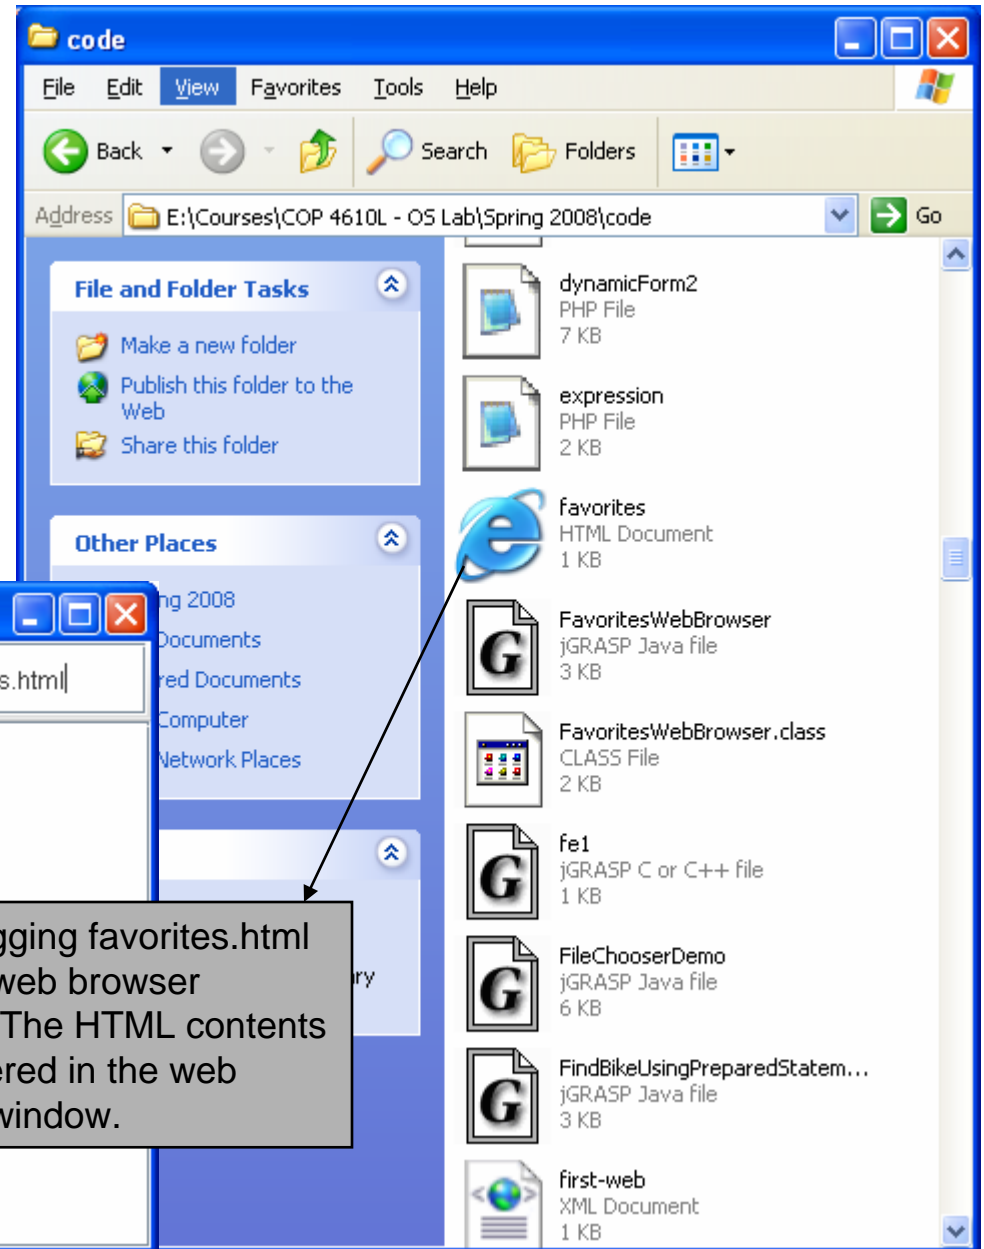 code
File Edit View Favorites Tools Help
Back Search Folders
Address E:\Courses\COP 4610L - OS Lab\Spring 2008\code Go
File and Folder Tasks
Make a new folder
Publish this folder to the
Web
Share this folder
Other Places
2008
Documents
Documents
Computer
Network Places
s.html
favorites.html
web browser
The HTML contents
in the web
window.
dynamicForm2
PHP File
7 KB
expression
PHP File
2 KB
favorites
HTML Document
1 KB
FavoritesWebBrowser
jGRASP Java file
3 KB
FavoritesWebBrowser.class
CLASS File
2 KB
fe1
jGRASP C or C++ file
1 KB
FileChooserDemo
jGRASP Java file
6 KB
FindBikeUsingPreparedStatem...
jGRASP Java file
3 KB
first-web
XML Document
1 KB